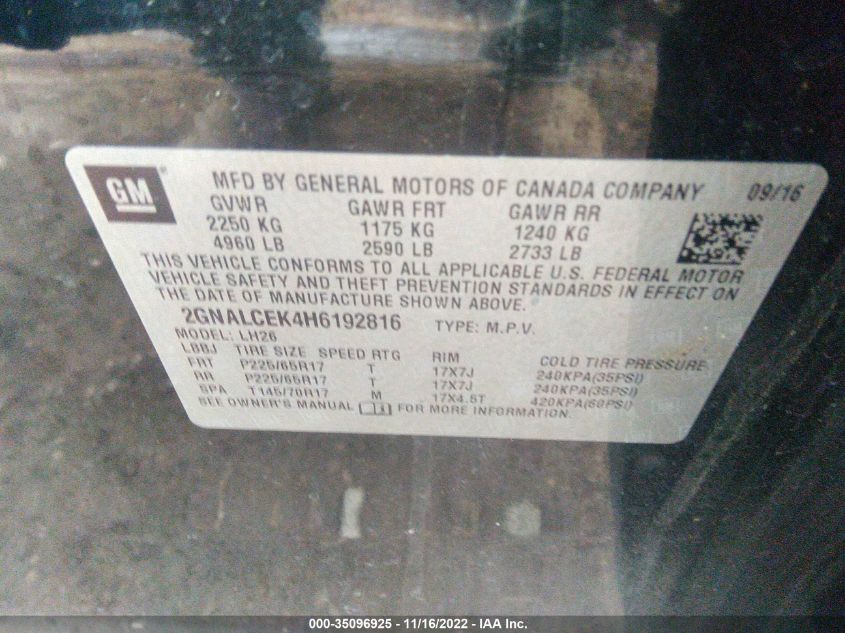 GM ® MFD BY GENERAL MOTORS OF CANADA COMPANY 09/16
GVWR GAWR FRT GAWR RR
2250 KG 1175 KG 1240 KG
4960 LB 2590 LB 2733 LB
THIS VEHICLE CONFORMS TO ALL APPLICABLE U.S. FEDERAL MOTOR
VEHICLE SAFETY AND THEFT PREVENTION STANDARDS IN EFFECT ON
THE DATE OF MANUFACTURE SHOWN ABOVE.
2GNALCEK4H6192816 TYPE: M.P.V.
MODEL: LH26
LBBJ TIRE SIZE SPEED RTG RIM COLD TIRE PRESSURE
FRT P225/65R17 T 17X7J 240KPA(35PSI)
RR P225/65R17 T 17X7J 240KPA(35PSI)
SPA T145/70R17 M 17X4.5T 420KPA(60PSI)
SEE OWNER'S MANUAL FOR MORE INFORMATION.
000-35096925 - 11/16/2022 - IAA Inc.